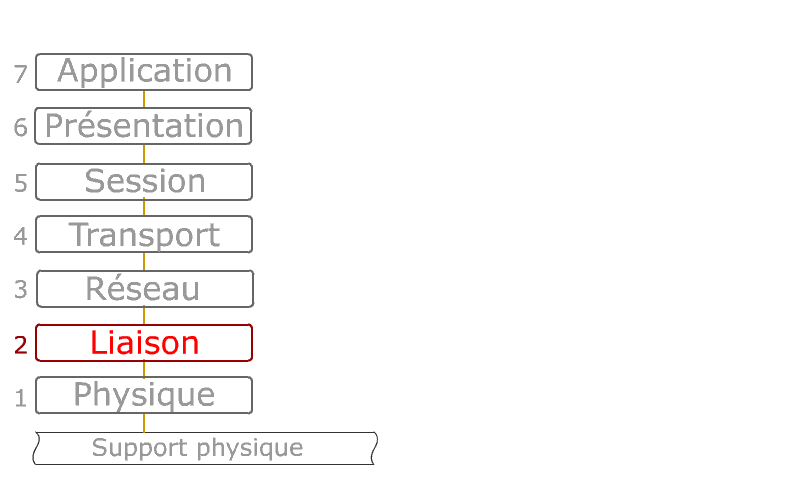 7 Application
6 Présentation
5 Session
4 Transport
3 Réseau
2 Liaison
1 Physique
Support physique